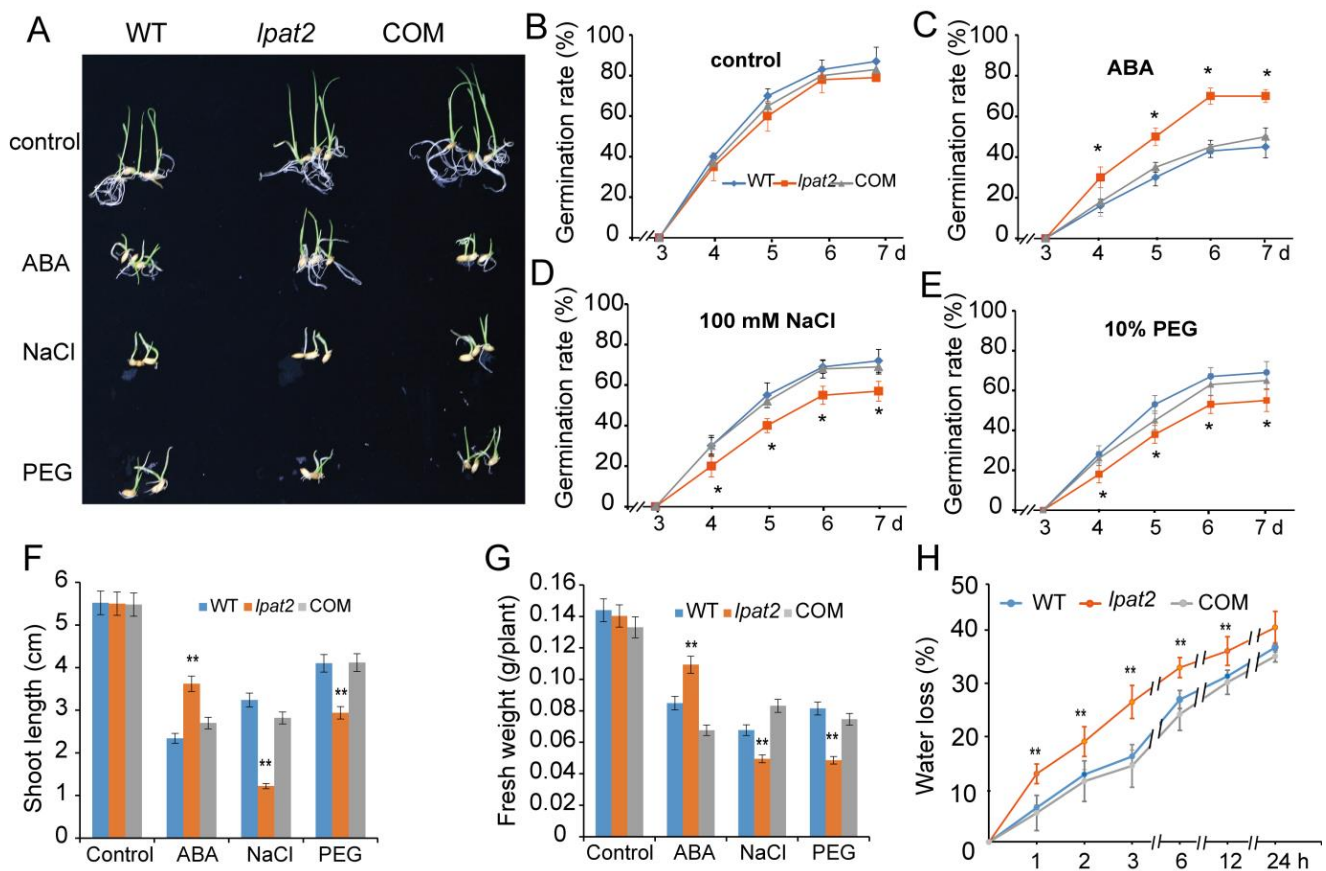 A
WT lpat2 COM
control
ABA
NaCl
PEG
B
Germination rate (%)
100
80
60
40
20
0
control
WT lpat2 COM
3 4 5 6 7 d
C
Germination rate (%)
100
80
60
40
20
0
ABA
* * * *
3 4 5 6 7 d
D
Germination rate (%)
100
80
60
40
20
0
100 mM NaCl
* * * *
3 4 5 6 7 d
E
Germination rate (%)
100
80
60
40
20
0
10% PEG
* * * *
3 4 5 6 7 d
F
Shoot length (cm)
6
5
4
3
2
1
0
WT lpat2 COM
** ** **
Control ABA NaCl PEG
G
Fresh weight (g/plant)
0.16
0.14
0.12
0.10
0.08
0.06
0.04
0.02
0
WT lpat2 COM
** ** **
Control ABA NaCl PEG
H
Water loss (%)
50
40
30
20
10
0
WT lpat2 COM
** ** ** ** **
1 2 3 6 12 24 h